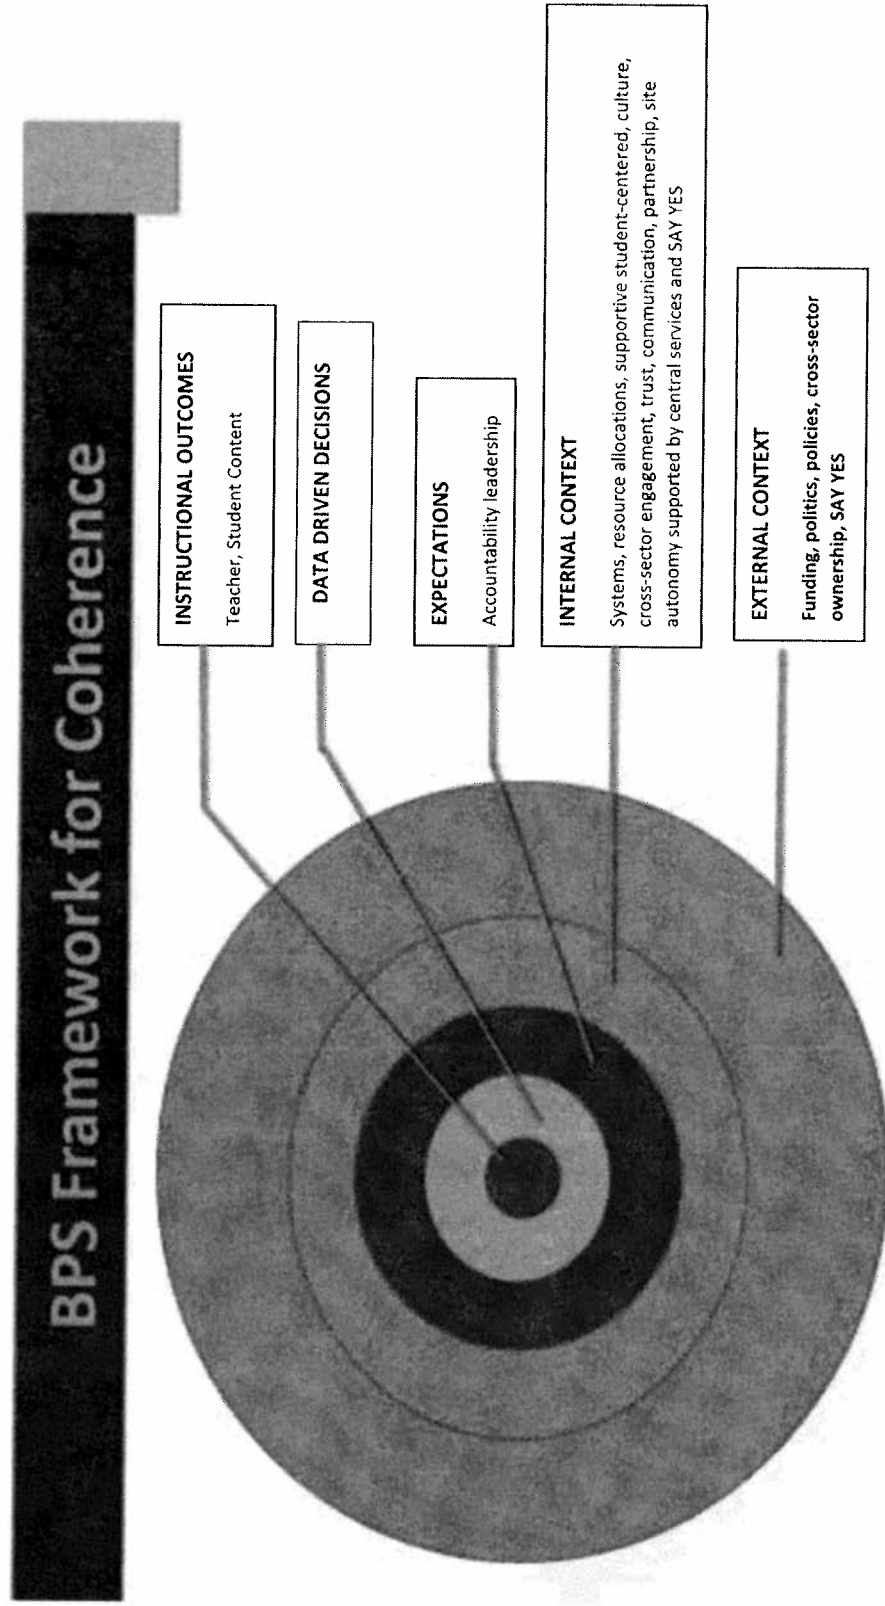 BPS Framework for Coherence
INSTRUCTIONAL OUTCOMES
Teacher, Student Content
DATA DRIVEN DECISIONS
EXPECTATIONS
Accountability leadership
INTERNAL CONTEXT
Systems, resource allocations, supportive student-centered, culture,
cross-sector engagement, trust, communication, partnership, site
autonomy supported by central services and SAY YES
EXTERNAL CONTEXT
Funding, politics, policies, cross-sector
ownership, SAY YES